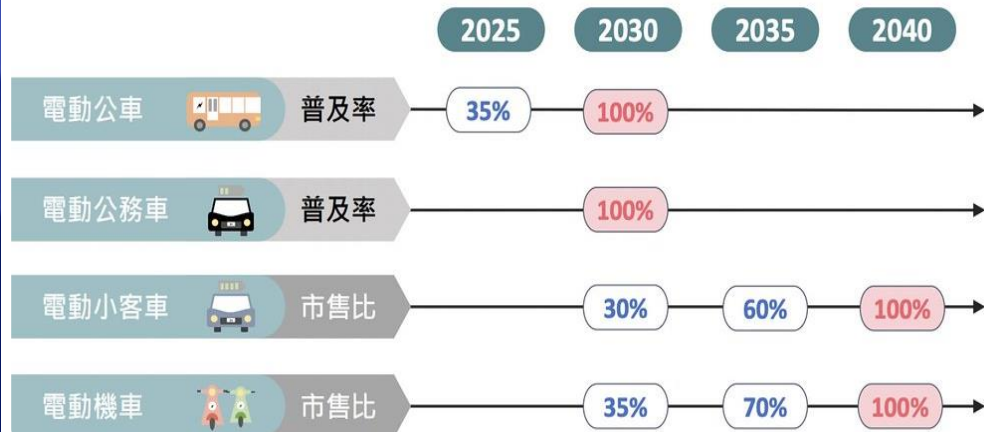 2025 2030 2035 2040
電動公車 普及率 35% 100%
電動公務車 普及率 100%
電動小客車 市售比 30% 60% 100%
電動機車 市售比 35% 70% 100%